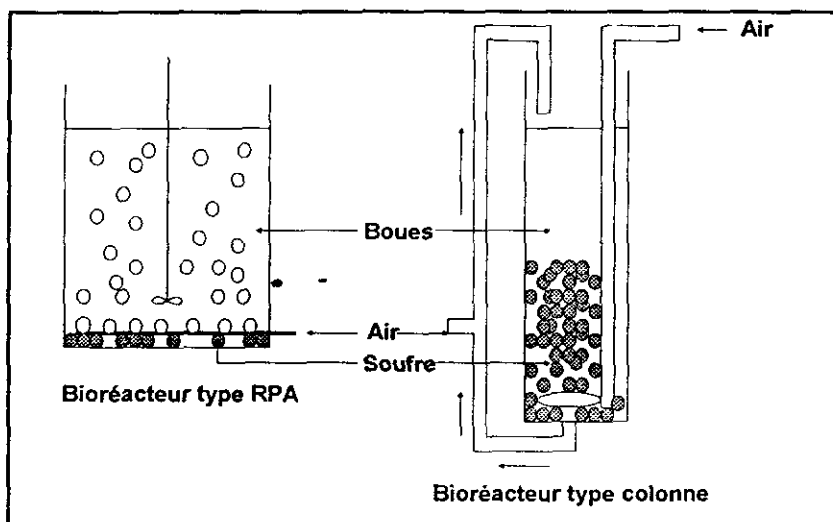 Air
Boues
Air
Soufre
Bioréacteur type RPA
Bioréacteur type colonne